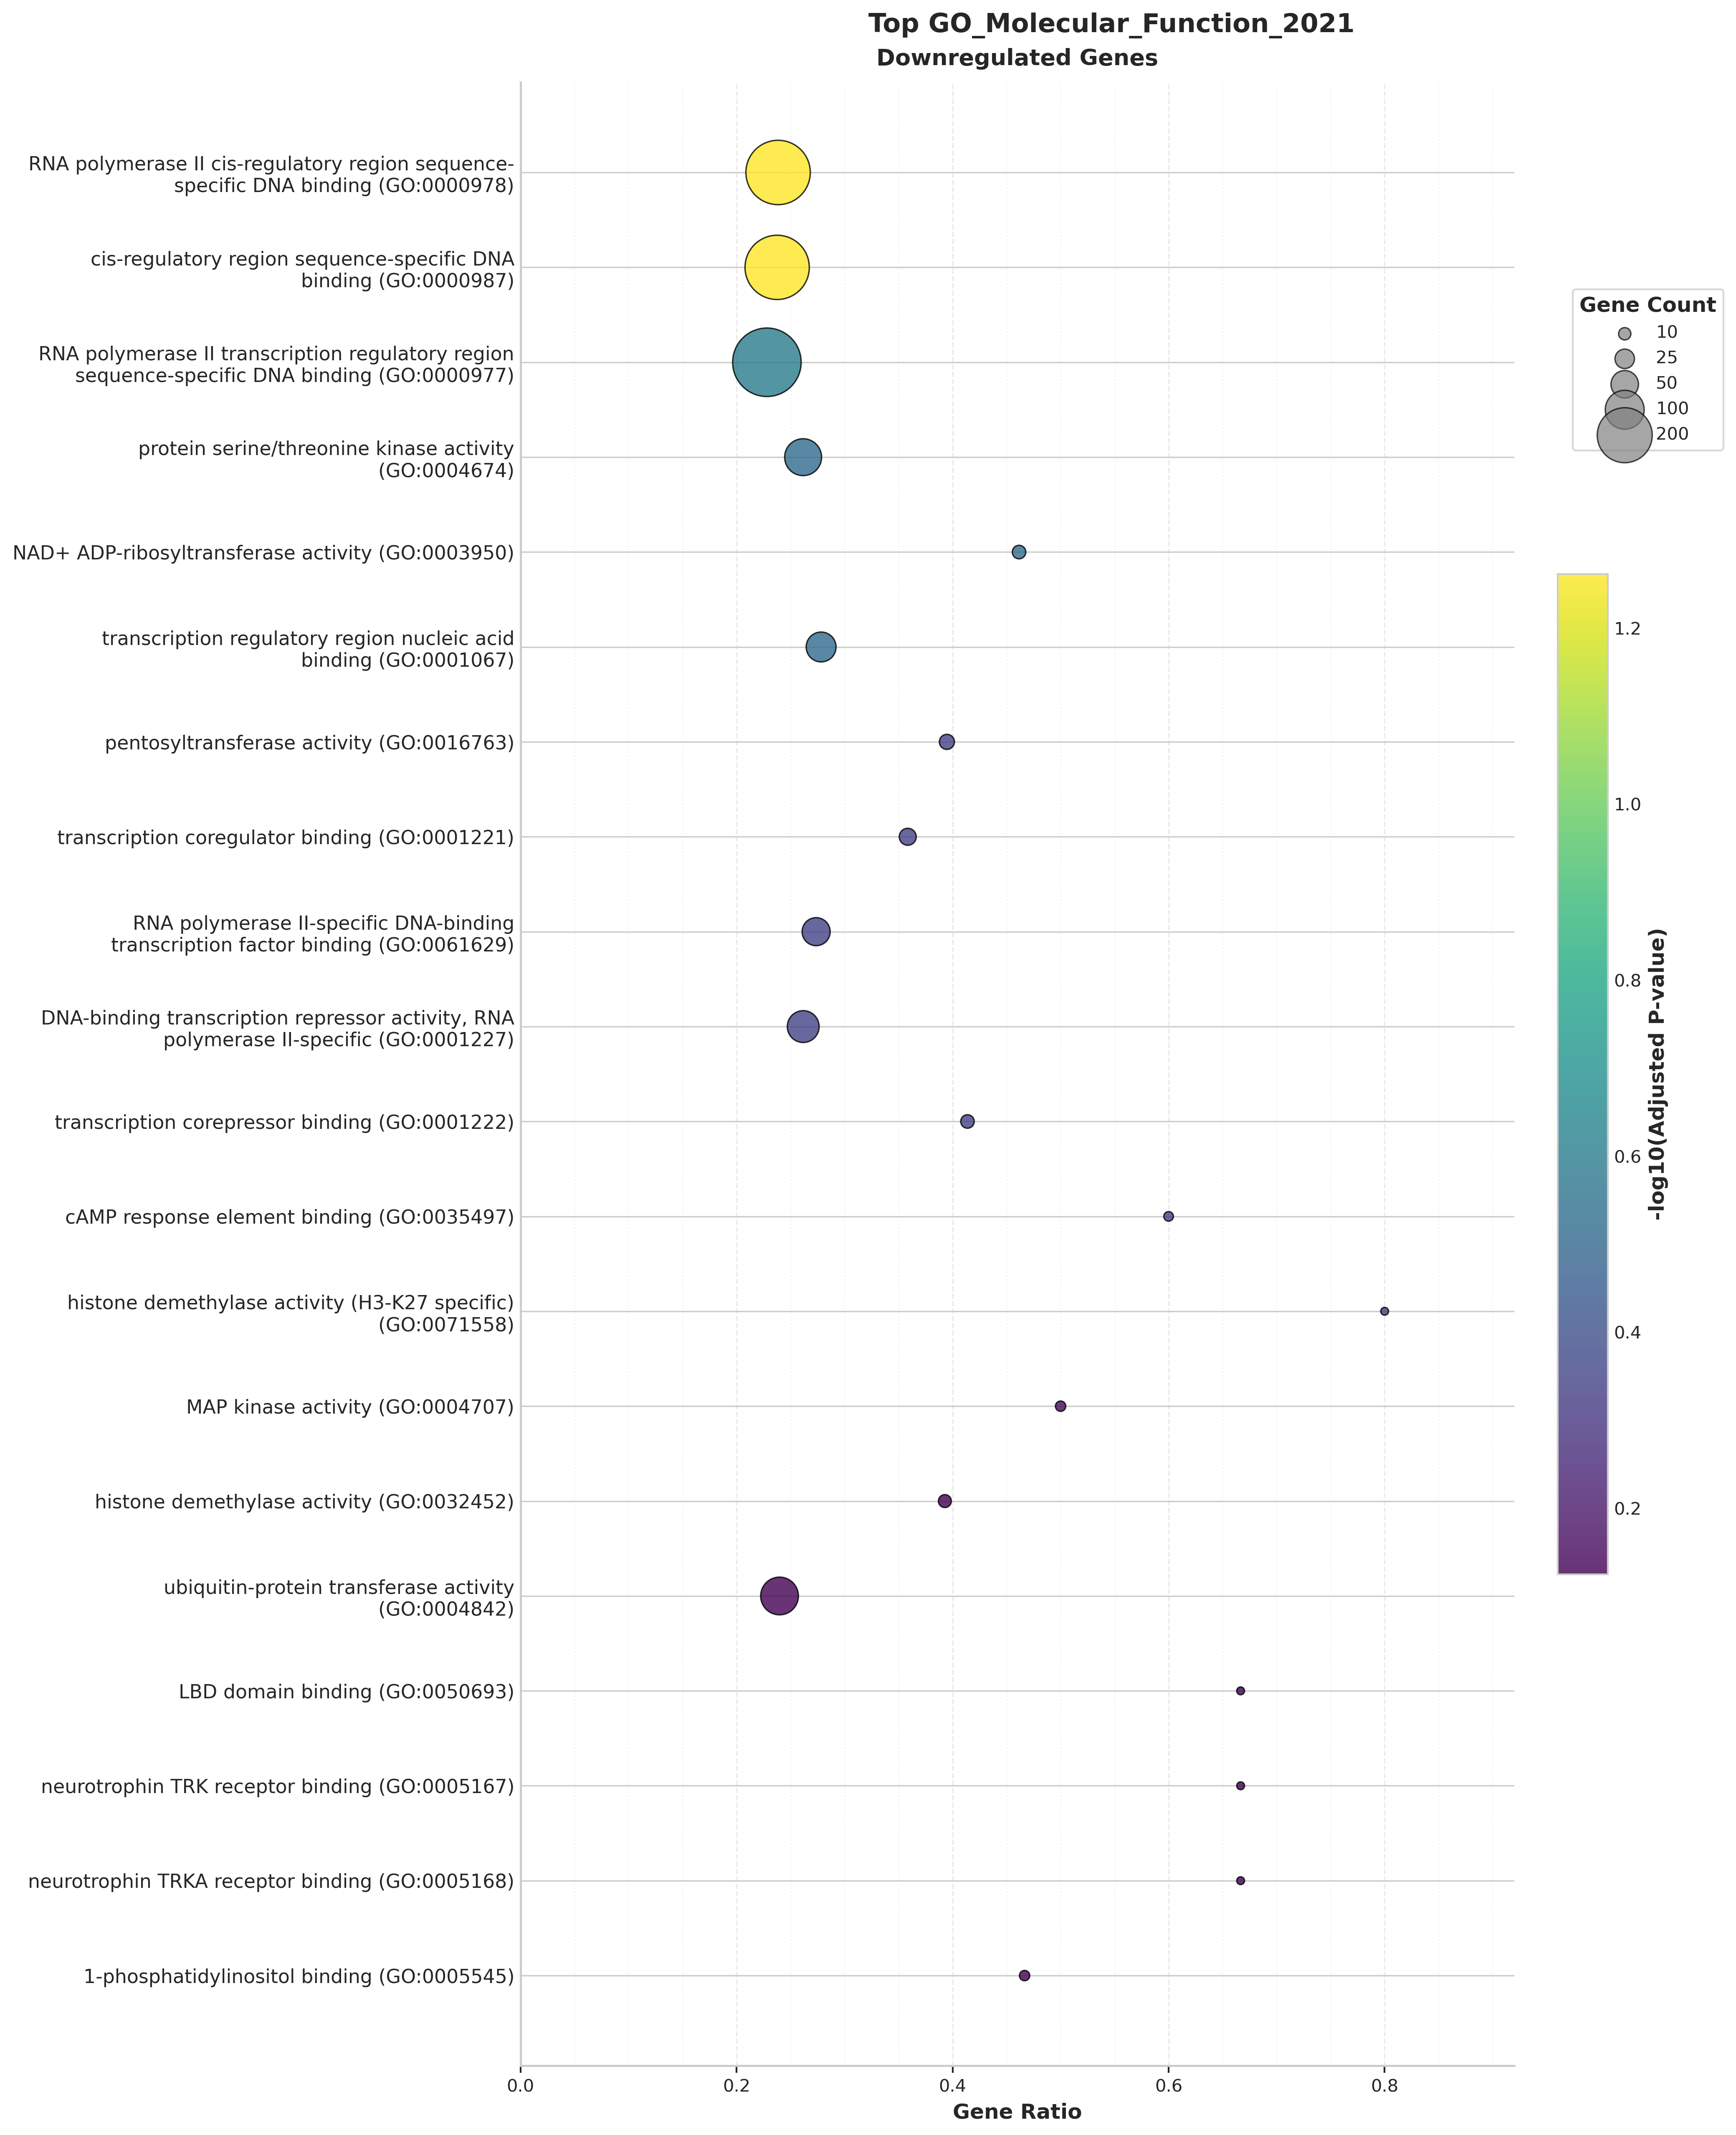 Top GO_Molecular_Function_2021
Downregulated Genes
RNA polymerase II cis-regulatory region sequence-
specific DNA binding (GO:0000978)
cis-regulatory region sequence-specific DNA
binding (GO:0000987)
RNA polymerase II transcription regulatory region
sequence-specific DNA binding (GO:0000977)
protein serine/threonine kinase activity
(GO:0004674)
NAD+ ADP-ribosyltransferase activity (GO:0003950)
transcription regulatory region nucleic acid
binding (GO:0001067)
pentosyltransferase activity (GO:0016763)
transcription coregulator binding (GO:0001221)
RNA polymerase II-specific DNA-binding
transcription factor binding (GO:0061629)
DNA-binding transcription repressor activity, RNA
polymerase II-specific (GO:0001227)
transcription corepressor binding (GO:0001222)
cAMP response element binding (GO:0035497)
histone demethylase activity (H3-K27 specific)
(GO:0071558)
MAP kinase activity (GO:0004707)
histone demethylase activity (GO:0032452)
ubiquitin-protein transferase activity
(GO:0004842)
LBD domain binding (GO:0050693)
neurotrophin TRK receptor binding (GO:0005167)
neurotrophin TRKA receptor binding (GO:0005168)
1-phosphatidylinositol binding (GO:0005545)
0.0 0.2 0.4 0.6 0.8
Gene Ratio
Gene Count
10
25
50
100
200
1.2
1.0
0.8
0.6
0.4
0.2
-log10(Adjusted P-value)